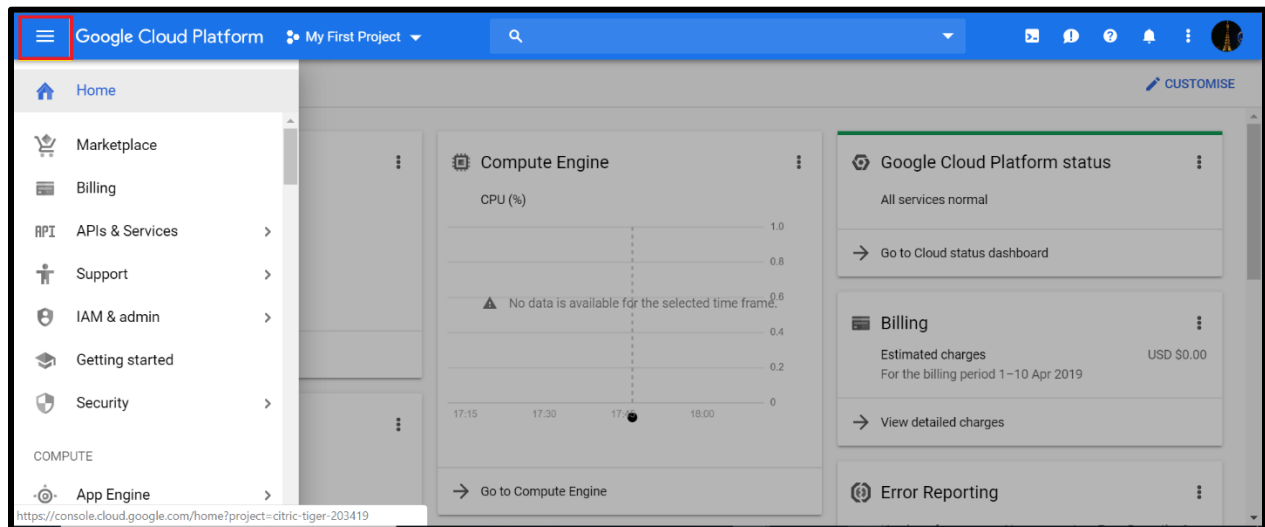 Google Cloud Platform
My First Project
Home
CUSTOMISE
Marketplace
Billing
API APIs & Services
Support
IAM & admin
Getting started
Security
COMPUTE
App Engine
https://console.cloud.google.com/home?project=citric-tiger-203419
Compute Engine
CPU (%)
1.0
0.8
No data is available for the selected time frame.
0.6
0.4
0.2
0
17:15 17:30 17:45 18:00
Go to Compute Engine
Google Cloud Platform status
All services normal
Go to Cloud status dashboard
Billing
Estimated charges USD $0.00
For the billing period 1–10 Apr 2019
View detailed charges
Error Reporting